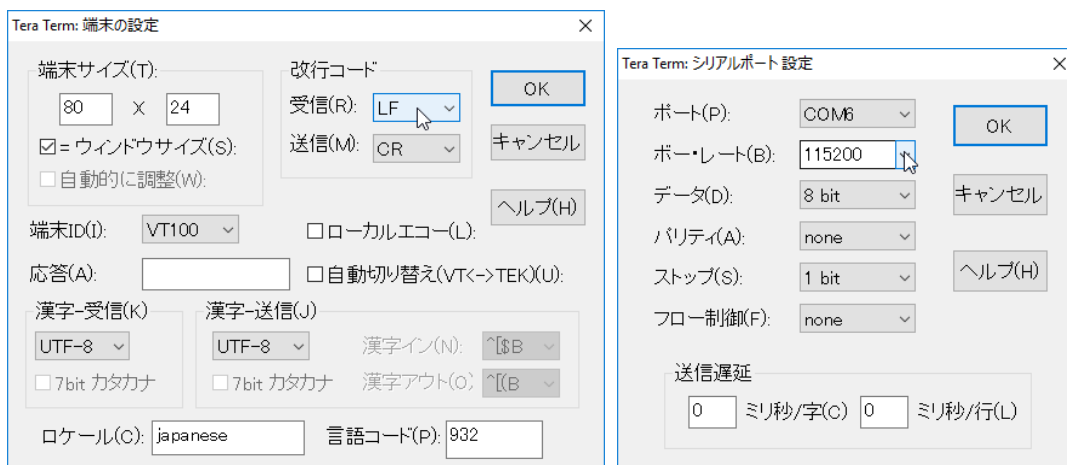 Tera Term: 端末の設定
端末サイズ(T):
80 X 24
☑= ウィンドウサイズ(S):
自動的に調整(W):
改行コード
受信(R): LF
送信(M): CR
OK
キャンセル
ヘルプ(H)
端末ID(I): VT100
ローカルエコー(L):
応答(A):
自動切り替え(VT<->TEK)(U):
漢字-受信(K)
UTF-8
7bit カタカナ
漢字-送信(J)
UTF-8
7bit カタカナ
漢字イン(N): ^[$B
漢字アウト(O) ^[(B
ロケール(C): japanese
言語コード(P): 932
Tera Term: シリアルポート 設定
ポート(P): COM6
ボー・レート(B): 115200
データ(D): 8 bit
パリティ(A): none
ストップ(S): 1 bit
フロー制御(F): none
OK
キャンセル
ヘルプ(H)
送信遅延
0 ミリ秒/字(C) 0 ミリ秒/行(L)